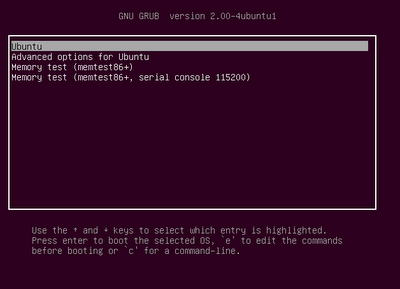 GNU GRUB  version 2.00-4ubuntu1
Ubuntu
Advanced options for Ubuntu
Memory test (memtest86+)
Memory test (memtest86+, serial console 115200)
Use the ↑ and ↓ keys to select which entry is highlighted.
Press enter to boot the selected OS, `e' to edit the commands
before booting or `c' for a command-line.